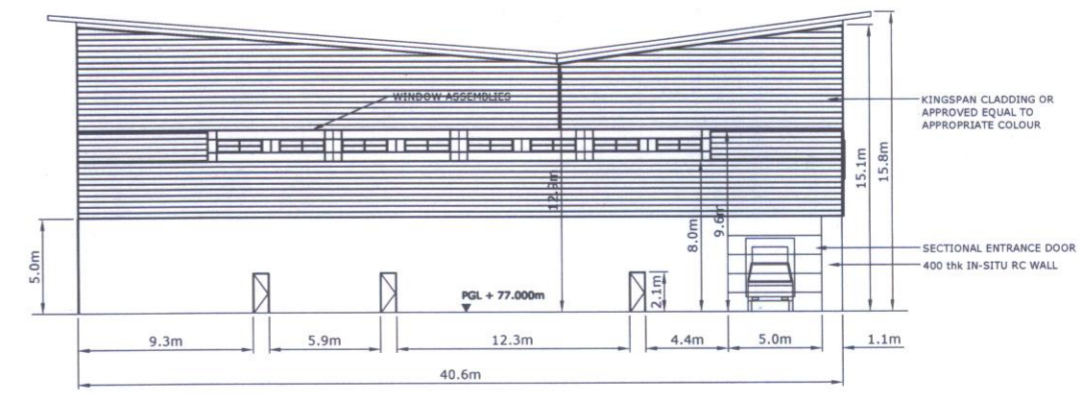 WINDOW ASSEMBLIES
KINGSPAN CLADDING OR
APPROVED EQUAL TO
APPROPRIATE COLOUR
15.1m
15.8m
12.9m
9.6m
8.0m
SECTIONAL ENTRANCE DOOR
400 thk IN-SITU RC WALL
5.0m
2.1m
PGL + 77.000m
9.3m
5.9m
12.3m
4.4m
5.0m
1.1m
40.6m